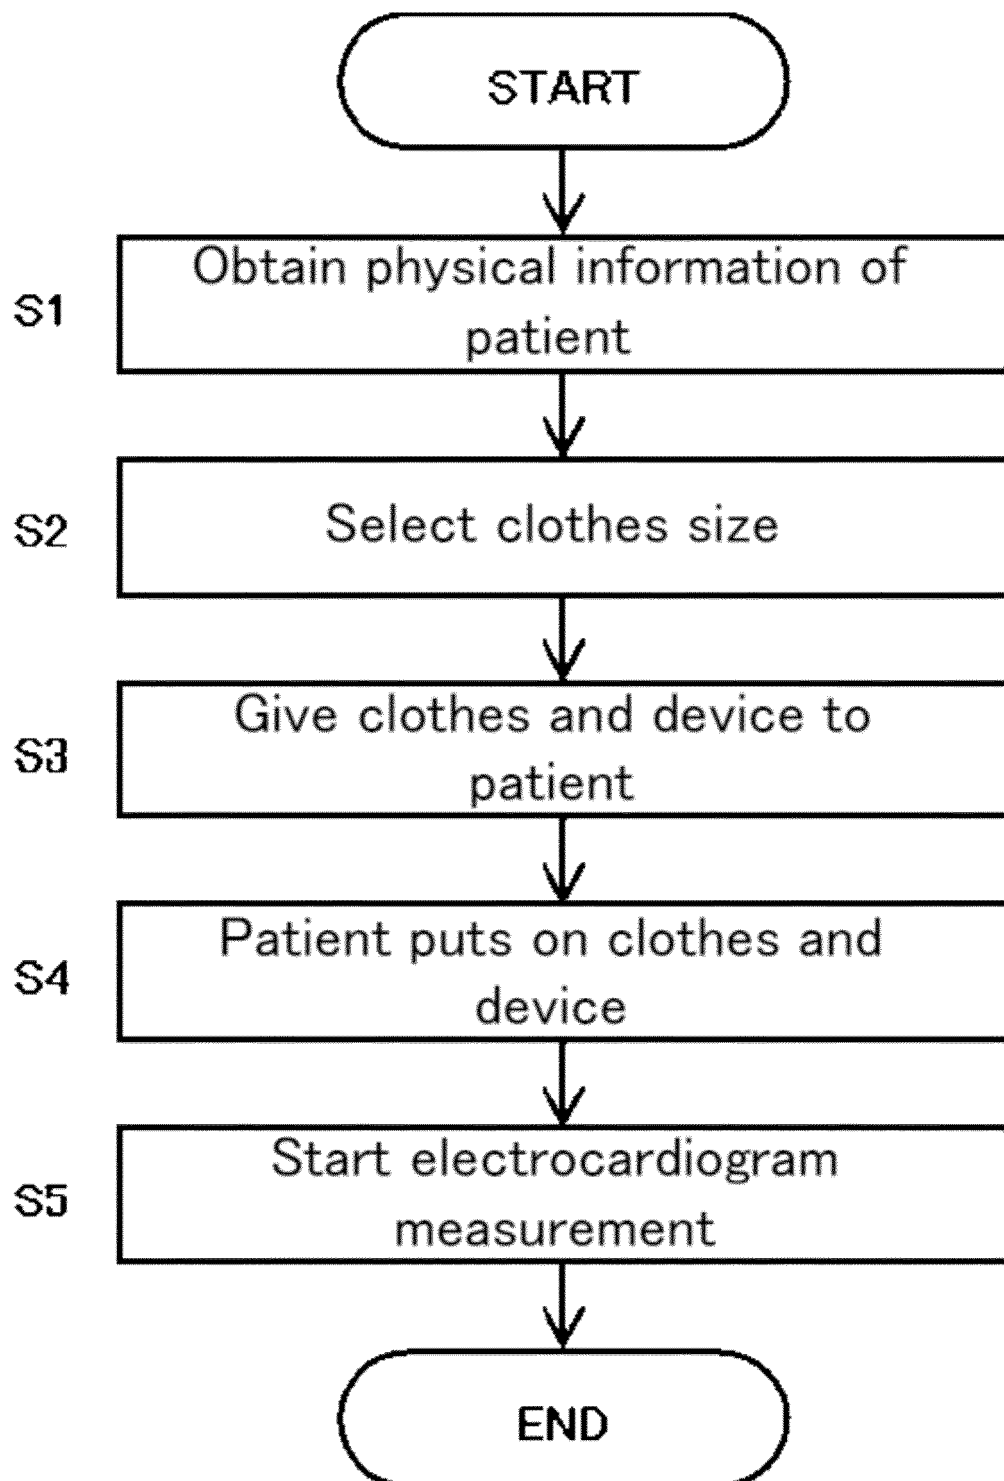 START
S1
Obtain physical information of
patient
S2
Select clothes size
S3
Give clothes and device to
patient
S4
Patient puts on clothes and
device
S5
Start electrocardiogram
measurement
END